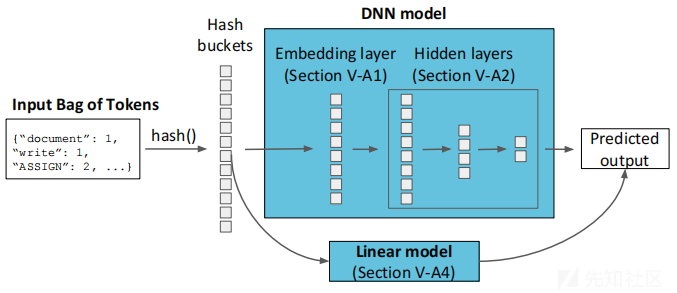 DNN model
Hash
buckets
Embedding layer
(Section V-A1)
Hidden layers
(Section V-A2)
Input Bag of Tokens
{“document”: 1,
“write”: 1,
“ASSIGN”: 2, ...}
hash()
Predicted
output
Linear model
(Section V-A4)
先知社区